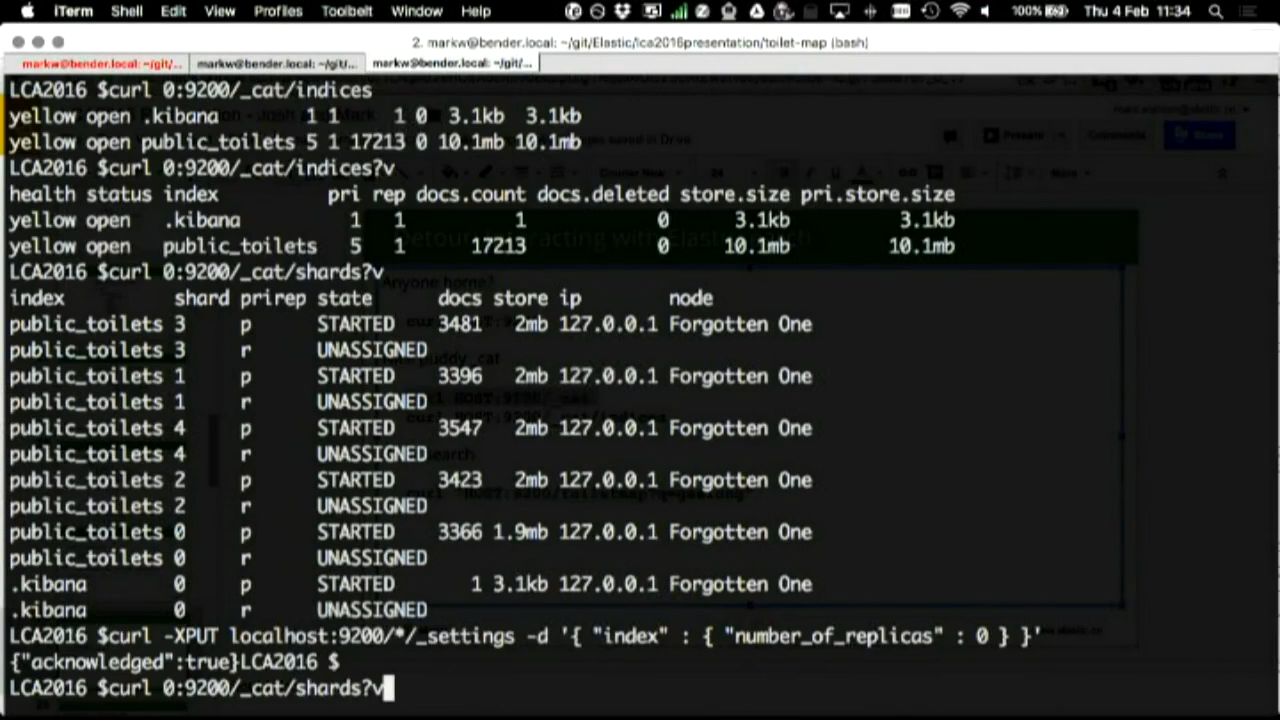 iTerm Shell Edit View Profiles Toolbelt Window Help 100% Thu 4 Feb 11:34
2. markw@bender.local: ~/git/Elastic/lca2016presentation/toilet-map (bash)
markw@bender.local: ~/git/... markw@bender.local: ~/git/... markw@bender.local: ~/git/...
LCA2016 $curl 0:9200/_cat/indices
yellow open .kibana 1 1 1 0 3.1kb 3.1kb
yellow open public_toilets 5 1 17213 0 10.1mb 10.1mb
LCA2016 $curl 0:9200/_cat/indices?v
health status index pri rep docs.count docs.deleted store.size pri.store.size
yellow open .kibana 1 1 1 0 3.1kb 3.1kb
yellow open public_toilets 5 1 17213 0 10.1mb 10.1mb
LCA2016 $curl 0:9200/_cat/shards?v
index shard prirep state docs store ip node
public_toilets 3 p STARTED 3481 2mb 127.0.0.1 Forgotten One
public_toilets 3 r UNASSIGNED
public_toilets 1 p STARTED 3396 2mb 127.0.0.1 Forgotten One
public_toilets 1 r UNASSIGNED
public_toilets 4 p STARTED 3547 2mb 127.0.0.1 Forgotten One
public_toilets 4 r UNASSIGNED
public_toilets 2 p STARTED 3423 2mb 127.0.0.1 Forgotten One
public_toilets 2 r UNASSIGNED
public_toilets 0 p STARTED 3366 1.9mb 127.0.0.1 Forgotten One
public_toilets 0 r UNASSIGNED
.kibana 0 p STARTED 1 3.1kb 127.0.0.1 Forgotten One
.kibana 0 r UNASSIGNED
LCA2016 $curl -XPUT localhost:9200/*/_settings -d '{ "index" : { "number_of_replicas" : 0 } }'
{"acknowledged":true}LCA2016 $
LCA2016 $curl 0:9200/_cat/shards?v